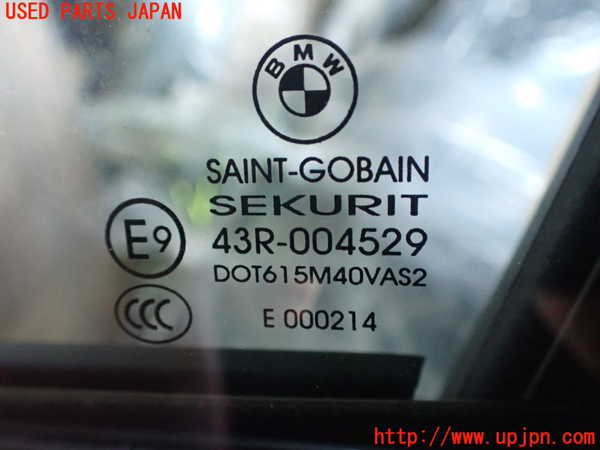 USED PARTS JAPAN
BMW
SAINT-GOBAIN
SEKURIT
E9
43R-004529
DOT615M40VAS2
CCC
E 000214
http://www.upjpn.com/